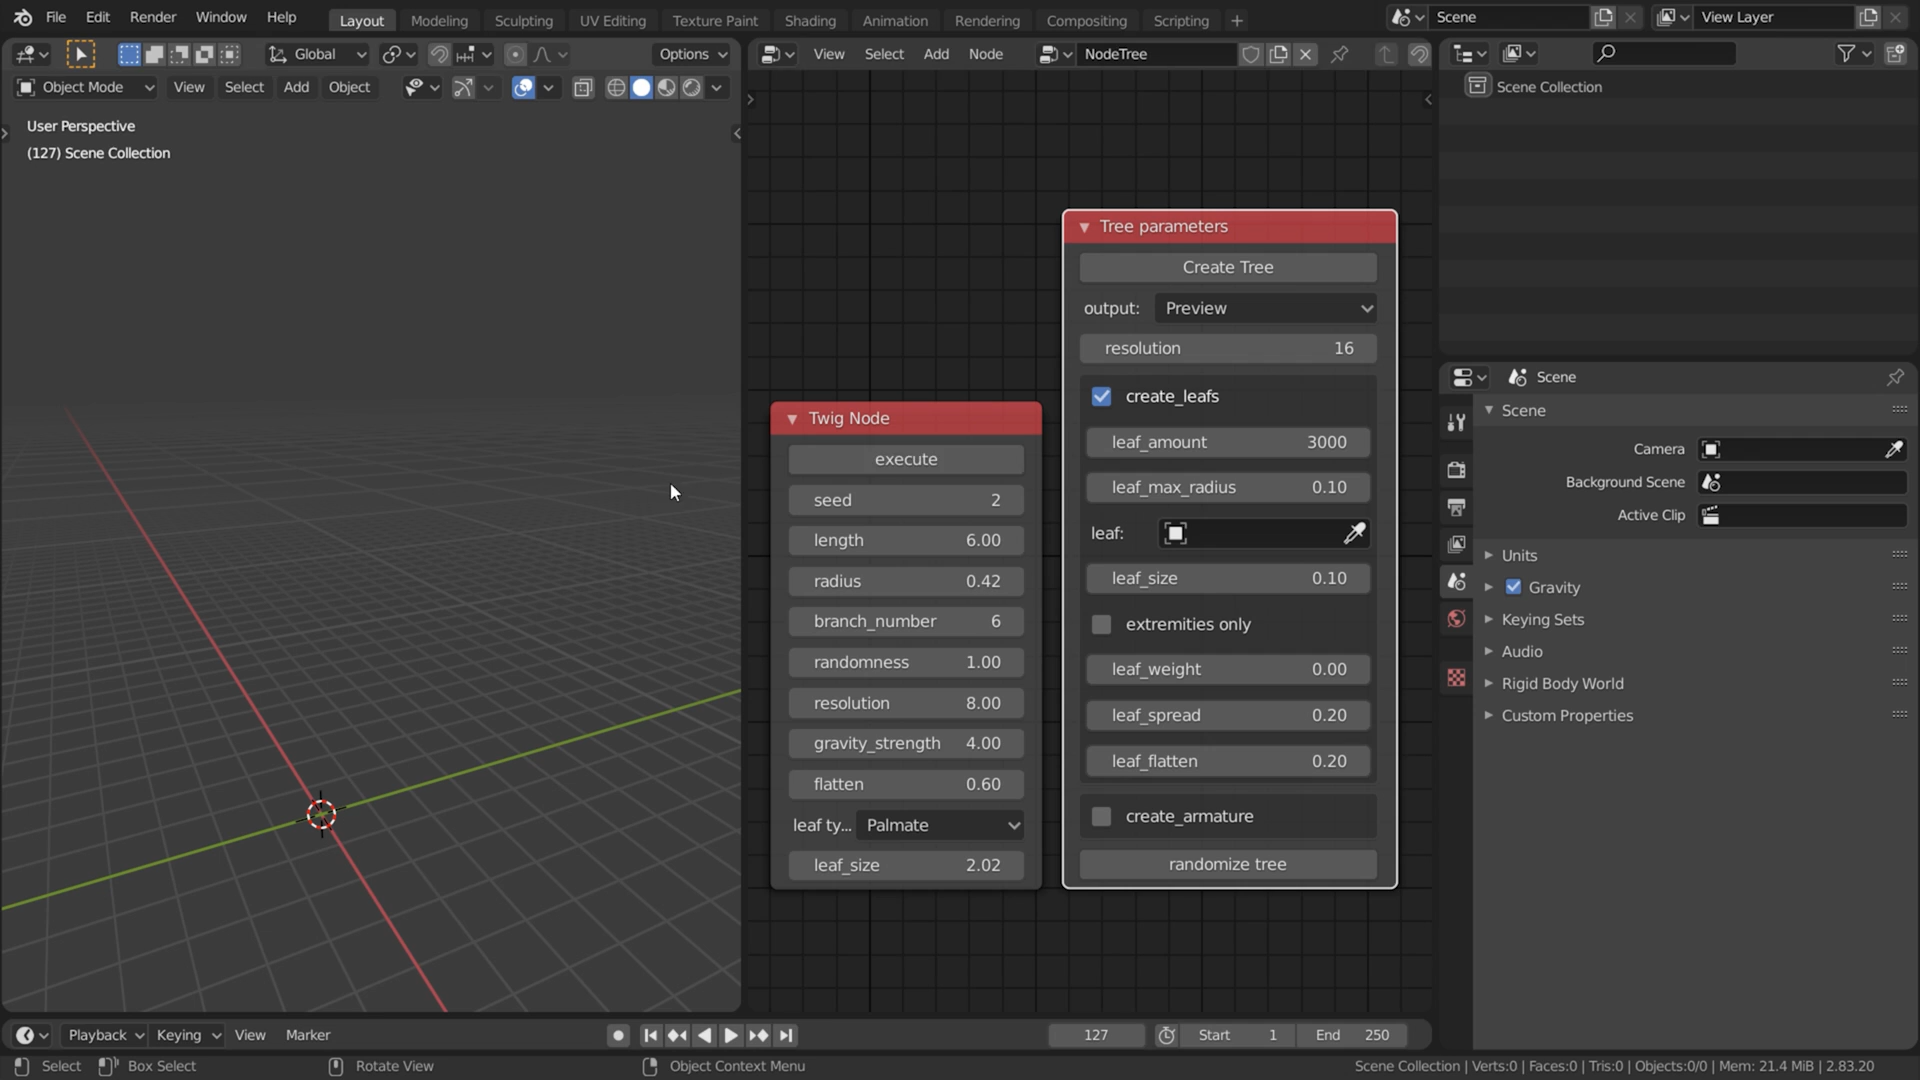 File Edit Render Window Help Layout Modeling Sculpting UV Editing Texture Paint Shading Animation Rendering Compositing Scripting + Scene View Layer
Global Options View Select Add Node NodeTree
Object Mode View Select Add Object Scene Collection
User Perspective
(127) Scene Collection
Twig Node
execute
seed 2
length 6.00
radius 0.42
branch_number 6
randomness 1.00
resolution 8.00
gravity_strength 4.00
flatten 0.60
leaf ty... Palmate
leaf_size 2.02
Tree parameters
Create Tree
output: Preview
resolution 16
create_leafs
leaf_amount 3000
leaf_max_radius 0.10
leaf:
leaf_size 0.10
extremities only
leaf_weight 0.00
leaf_spread 0.20
leaf_flatten 0.20
create_armature
randomize tree
Scene
Scene
Camera
Background Scene
Active Clip
Units
Gravity
Keying Sets
Audio
Rigid Body World
Custom Properties
Playback Keying View Marker 127 Start 1 End 250
Select Box Select Rotate View Object Context Menu Scene Collection | Verts:0 | Faces:0 | Tris:0 | Objects:0/0 | Mem: 21.4 MiB | 2.83.20